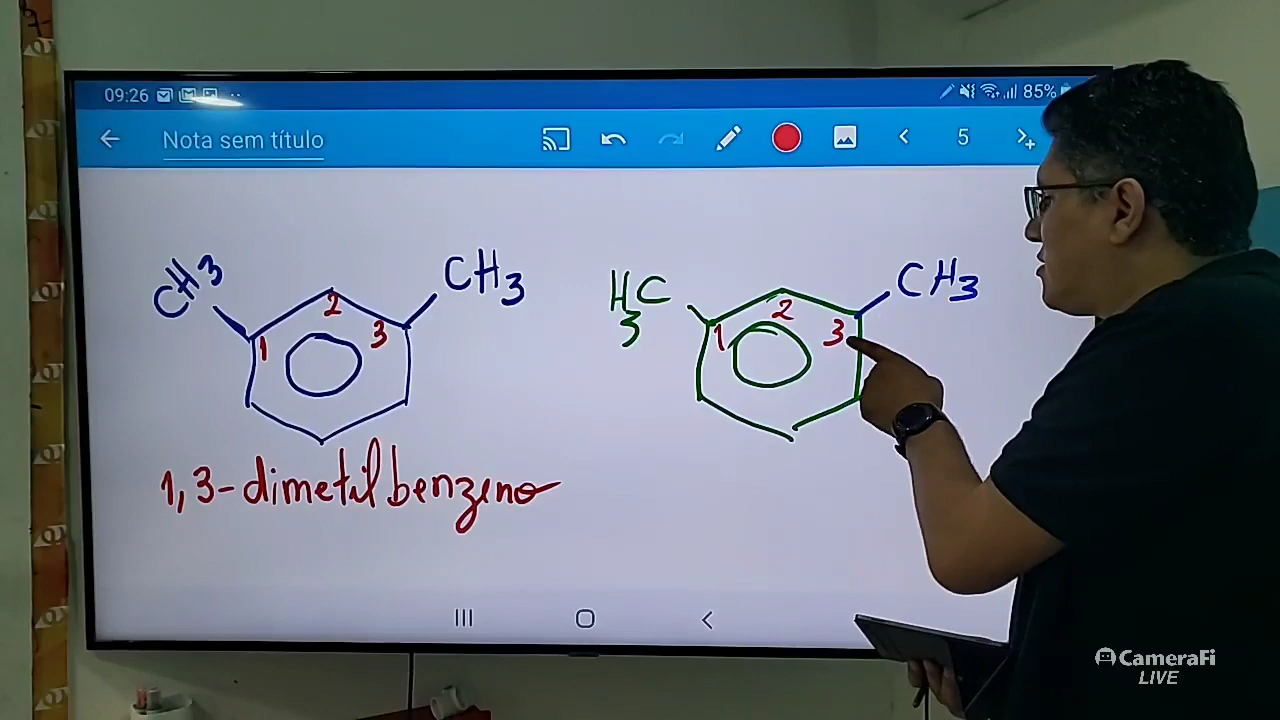 09:26
85%
Nota sem título
5
CH3
CH3
1
2
3
1,3-dimetilbenzeno
H3C
CH3
1
2
3
CameraFi
LIVE